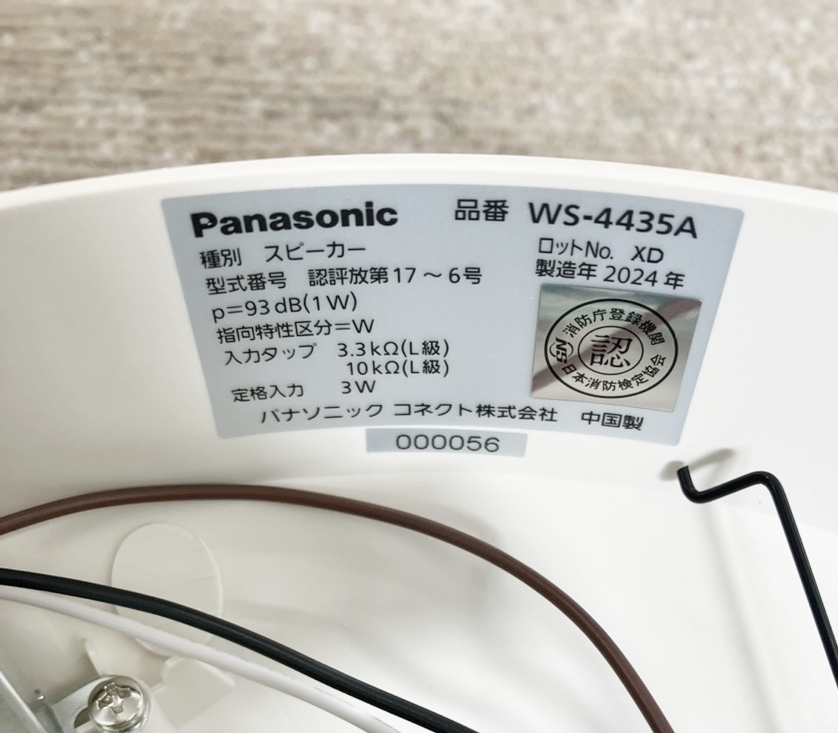 Panasonic 品番 WS-4435A
種別 スピーカー ロットNo. XD
型式番号 認評放第17~6号 製造年 2024年
p=93dB(1W)
指向特性区分=W
入力タップ 3.3kΩ(L級)
10kΩ(L級)
定格入力 3W
パナソニック コネクト株式会社 中国製
消防庁登録機関
認
NS
日本消防検定協会
000056